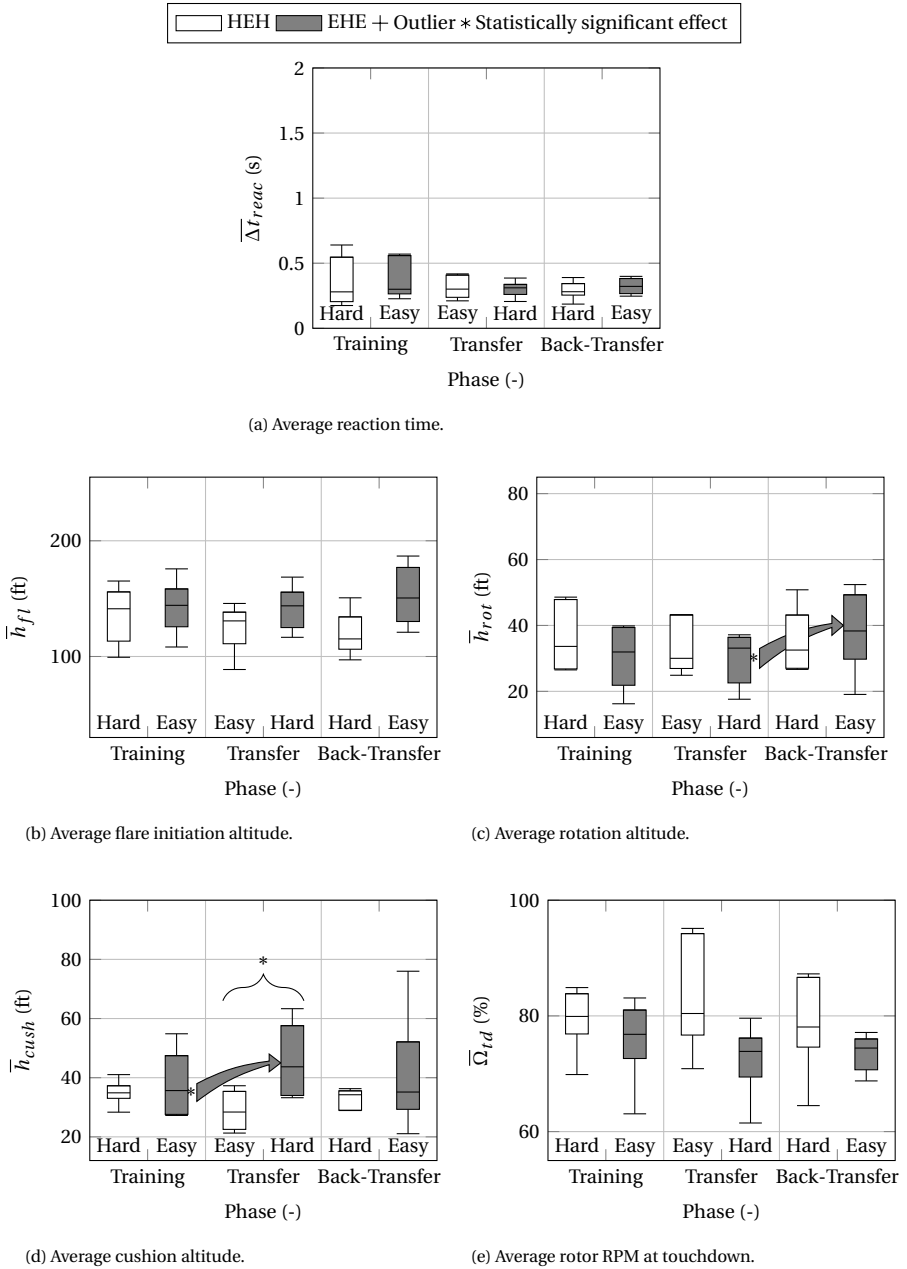 HEH EHE + Outlier * Statistically significant effect
2
1.5
1
0.5
0
Δt̅_reac (s)
Hard Easy Easy Hard Hard Easy
Training Transfer Back-Transfer
Phase (-)
(a) Average reaction time.
200
100
h̅_fl (ft)
Hard Easy Easy Hard Hard Easy
Training Transfer Back-Transfer
Phase (-)
(b) Average flare initiation altitude.
80
60
40
20
h̅_rot (ft)
*
Hard Easy Easy Hard Hard Easy
Training Transfer Back-Transfer
Phase (-)
(c) Average rotation altitude.
100
80
60
40
20
h̅_cush (ft)
*
*
Hard Easy Easy Hard Hard Easy
Training Transfer Back-Transfer
Phase (-)
(d) Average cushion altitude.
100
80
60
Ω̅_td (%)
Hard Easy Easy Hard Hard Easy
Training Transfer Back-Transfer
Phase (-)
(e) Average rotor RPM at touchdown.